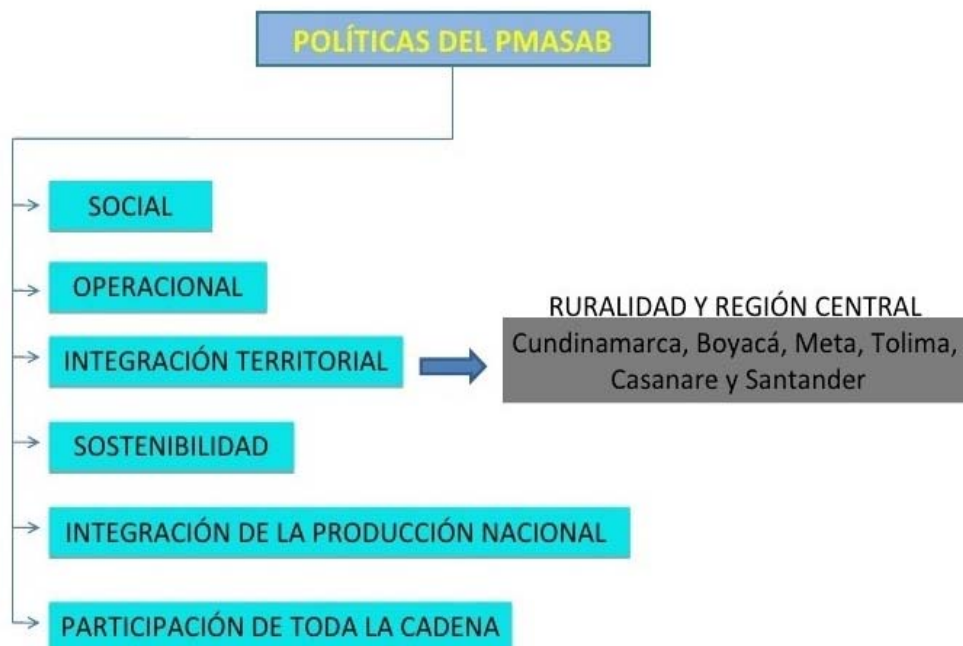 POLÍTICAS DEL PMASAB
SOCIAL
OPERACIONAL
INTEGRACIÓN TERRITORIAL
RURALIDAD Y REGIÓN CENTRAL
Cundinamarca, Boyacá, Meta, Tolima,
Casanare y Santander
SOSTENIBILIDAD
INTEGRACIÓN DE LA PRODUCCIÓN NACIONAL
PARTICIPACIÓN DE TODA LA CADENA